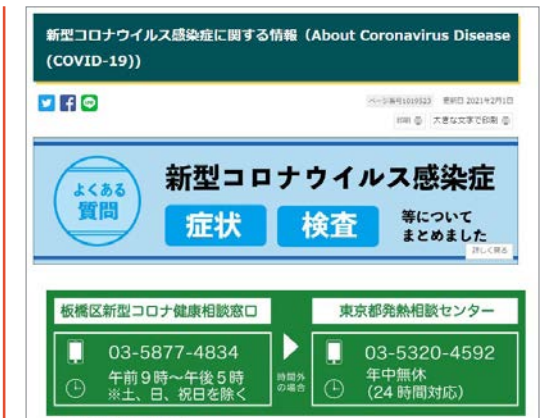 新型コロナウイルス感染症に関する情報（About Coronavirus Disease
(COVID-19))
ページ番号1019523 更新日 2021年2月1日
印刷 大きな文字で印刷
よくある
質問
新型コロナウイルス感染症
症状 検査 等について
まとめました
詳しく見る
板橋区新型コロナ健康相談窓口
03-5877-4834
午前9時～午後5時
※土、日、祝日を除く
時間外
の場合
東京都発熱相談センター
03-5320-4592
年中無休
（24時間対応）